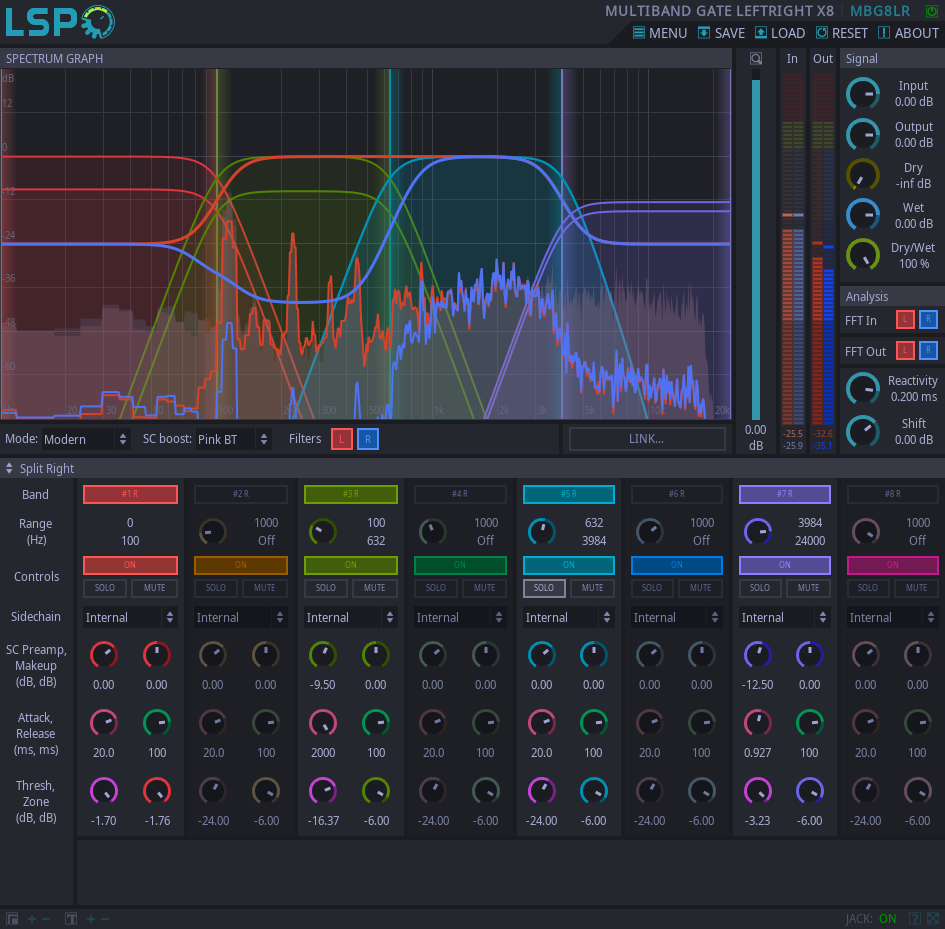 LSP
MULTIBAND GATE LEFTRIGHT X8 MBG8LR
MENU SAVE LOAD RESET ABOUT
SPECTRUM GRAPH
In Out Signal
dB
12
0
-12
-24
-36
-48
-60
20 30 50 100 200 300 500 1k 2k 3k 5k 10k 20k
Input
0.00 dB
Output
0.00 dB
Dry
-inf dB
Wet
0.00 dB
Dry/Wet
100 %
Analysis
FFT In L R
FFT Out L R
Reactivity
0.200 ms
Shift
0.00 dB
0.00
dB
-25.5 -32.6
-25.9 -35.1
Mode: Modern SC boost: Pink BT Filters L R LINK...
Split Right
Band #1 R #2 R #3 R #4 R #5 R #6 R #7 R #8 R
Range 0 1000 100 1000 632 1000 3984 1000
(Hz) 100 Off 632 Off 3984 Off 24000 Off
Controls ON ON ON ON ON ON ON ON
SOLO MUTE SOLO MUTE SOLO MUTE SOLO MUTE SOLO MUTE SOLO MUTE SOLO MUTE SOLO MUTE
Sidechain Internal Internal Internal Internal Internal Internal Internal Internal
SC Preamp,
Makeup
(dB, dB) 0.00 0.00 0.00 0.00 -9.50 0.00 0.00 0.00 0.00 0.00 0.00 0.00 -12.50 0.00 0.00 0.00
Attack,
Release
(ms, ms) 20.0 100 20.0 100 2000 100 20.0 100 20.0 100 20.0 100 0.927 100 20.0 100
Thresh,
Zone
(dB, dB) -1.70 -1.76 -24.00 -6.00 -16.37 -6.00 -24.00 -6.00 -24.00 -6.00 -24.00 -6.00 -3.23 -6.00 -24.00 -6.00
JACK: ON